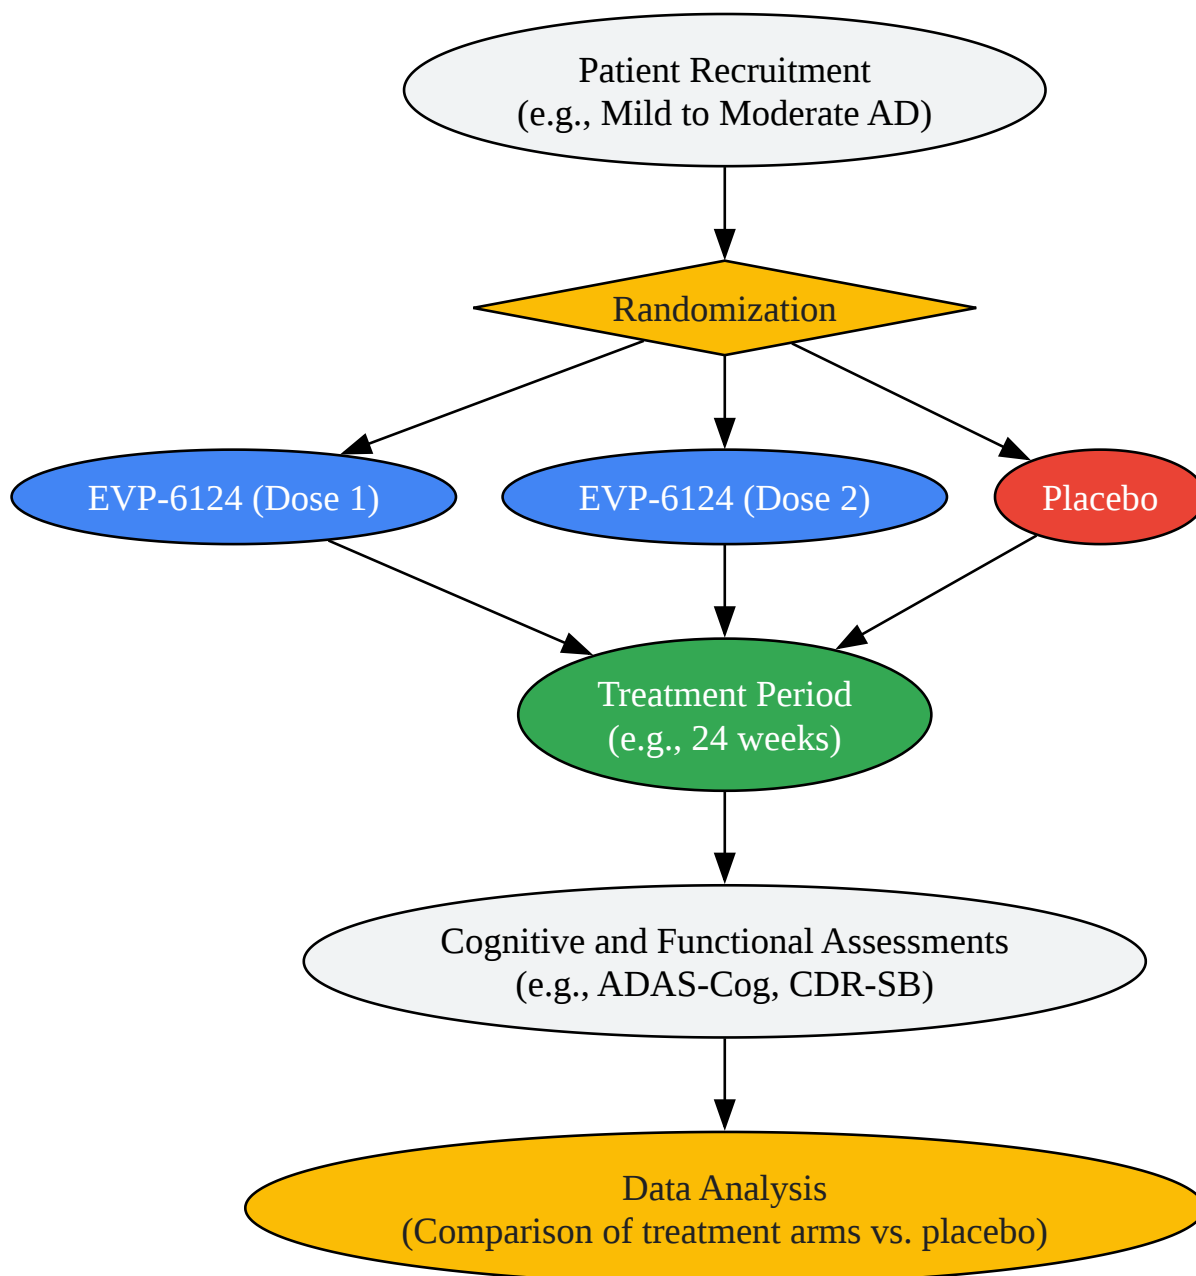 Patient Recruitment
(e.g., Mild to Moderate AD)
Randomization
EVP-6124 (Dose 1)
EVP-6124 (Dose 2)
Placebo
Treatment Period
(e.g., 24 weeks)
Cognitive and Functional Assessments
(e.g., ADAS-Cog, CDR-SB)
Data Analysis
(Comparison of treatment arms vs. placebo)